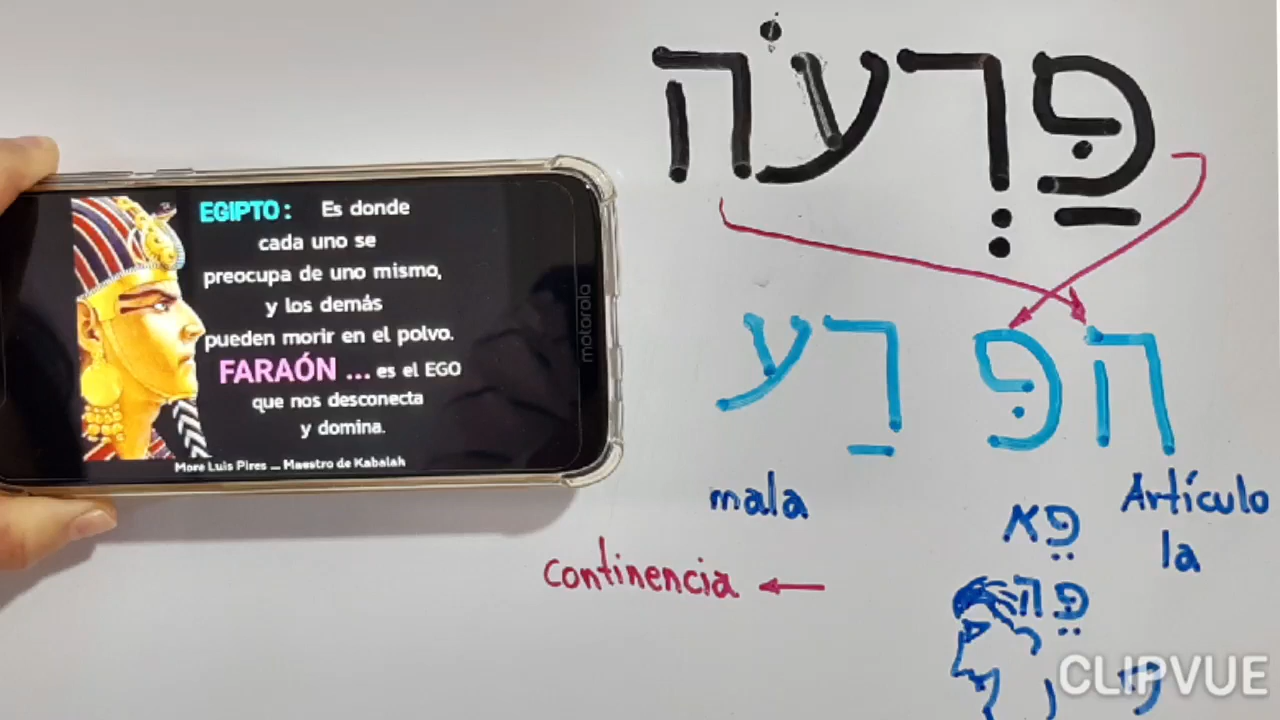 EGIPTO: Es donde
cada uno se
preocupa de uno mismo,
y los demás
pueden morir en el polvo.
FARAÓN ... es el EGO
que nos desconecta
y domina.
More Luis Pires _ Maestro de Kabalah
motorola
פַּרְעֹה
הפּ רַע
Artículo
la
mala
continencia
פֵא
פֵּה
CLIPVUE